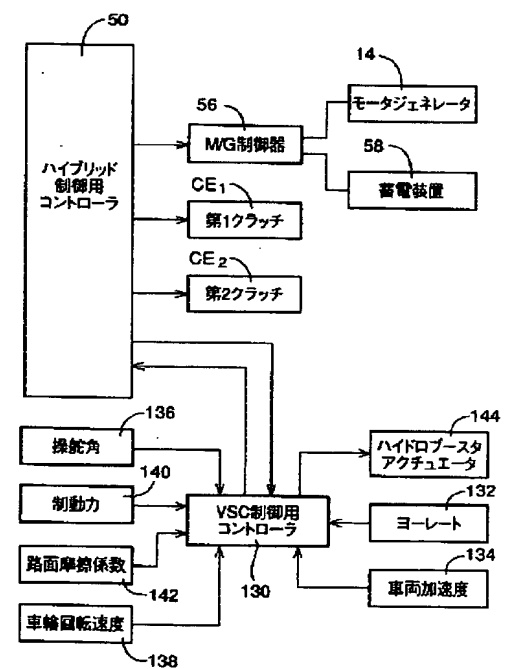 50
14
モータジェネレータ
56
M/G制御器
58
蓄電装置
ハイブリッド
制御用
コントローラ
CE1
第1クラッチ
CE2
第2クラッチ
136
操舵角
144
ハイドロブースタ
アクチュエータ
140
制動力
VSC制御用
コントローラ
130
132
ヨーレート
路面摩擦係数
142
134
車両加速度
車輪回転速度
138